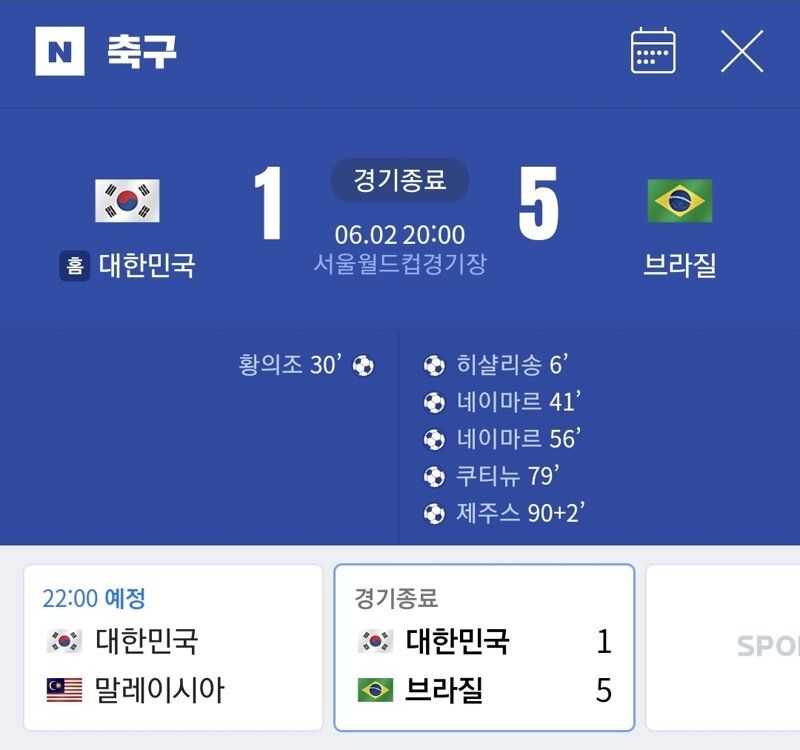 N 축구
1 경기종료 5
06.02 20:00
서울월드컵경기장
홈 대한민국
브라질
황의조 30’
히샬리송 6’
네이마르 41’
네이마르 56’
쿠티뉴 79’
제주스 90+2’
22:00 예정
대한민국
말레이시아
경기종료
대한민국 1
브라질 5
SPO